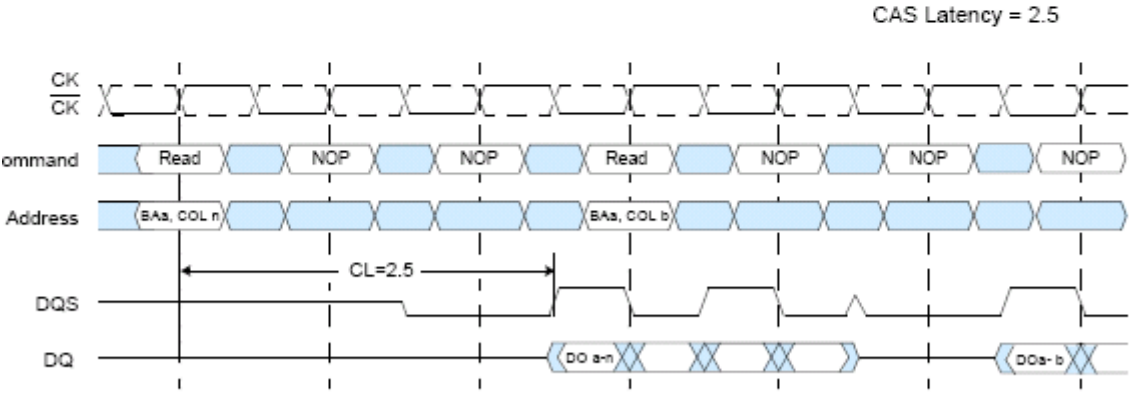 CAS Latency = 2.5
CK
CK
ommand Read NOP NOP Read NOP NOP NOP
Address BAa, COL n BAa, COL b
CL=2.5
DQS
DQ DO a-n DOa- b